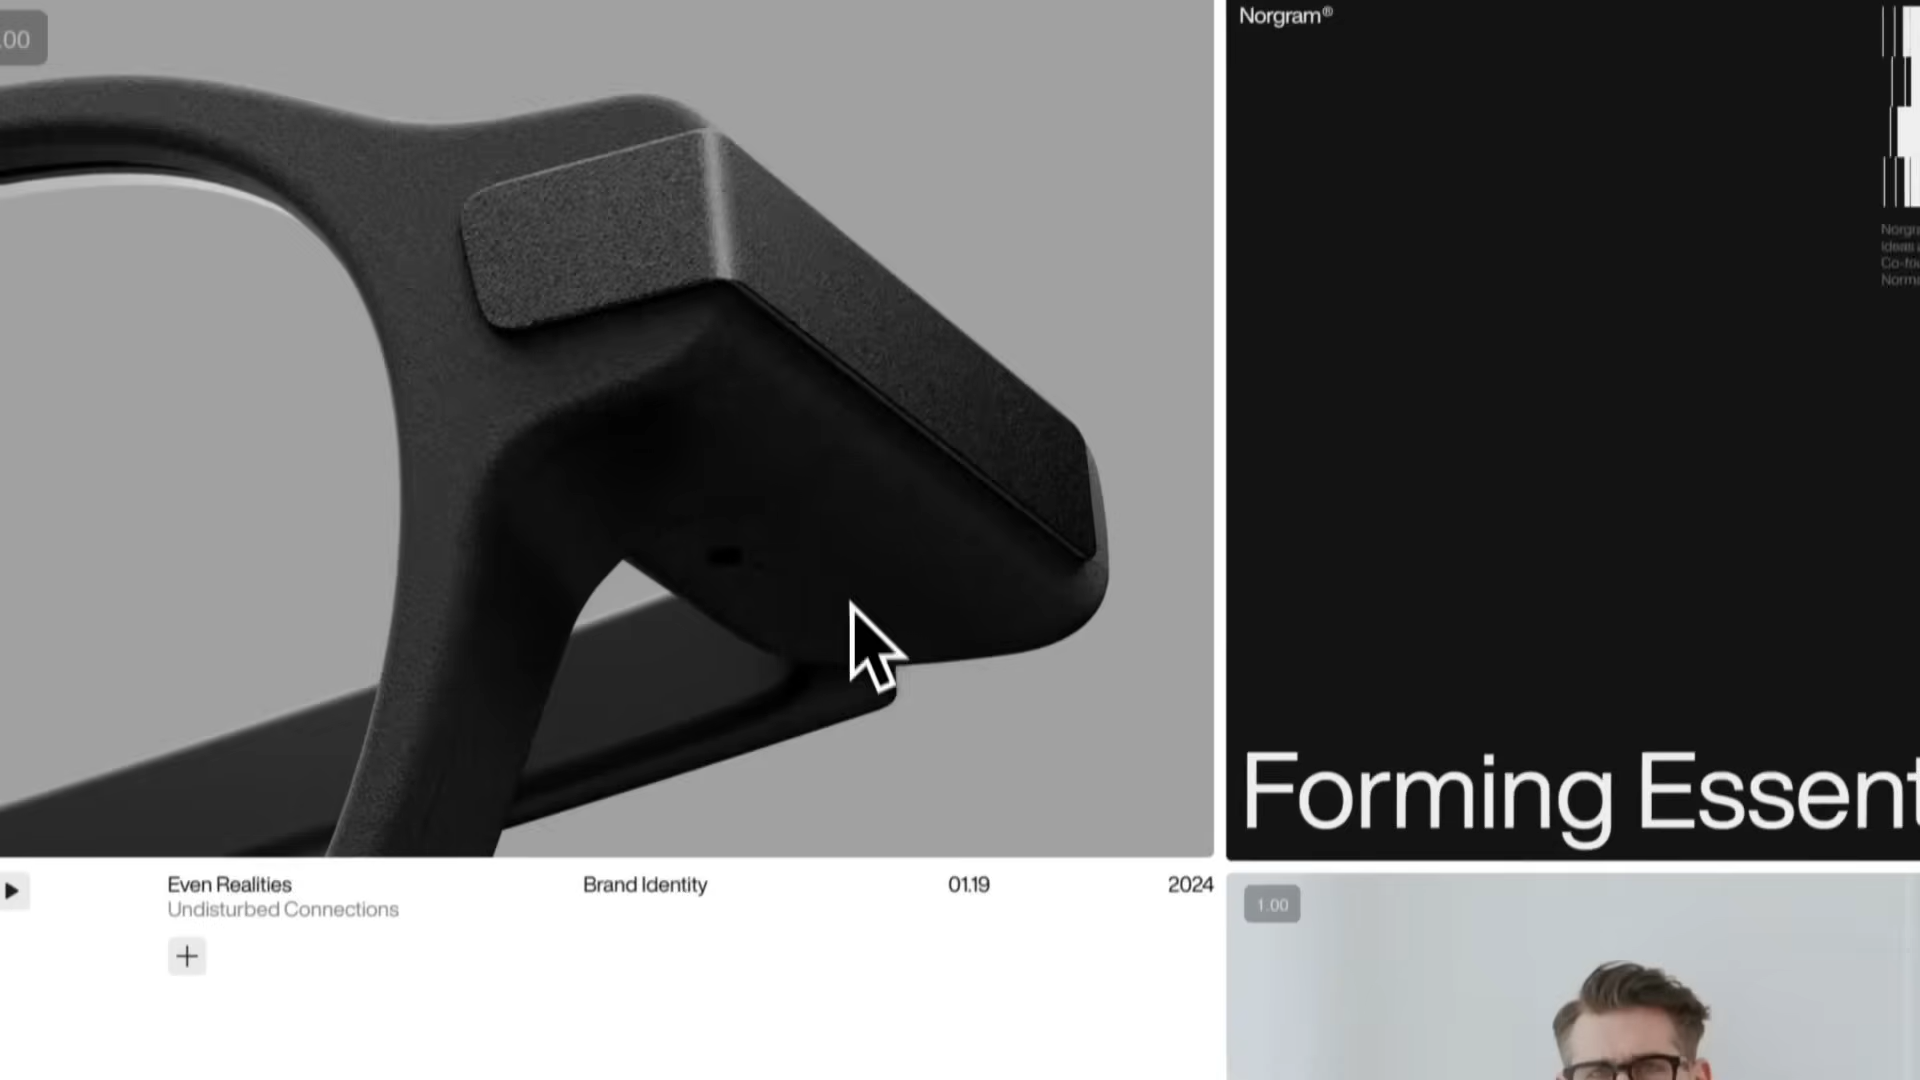 .00
Even Realities
Undisturbed Connections
Brand Identity
01.19
2024
Norgram®
Forming Essent
1.00